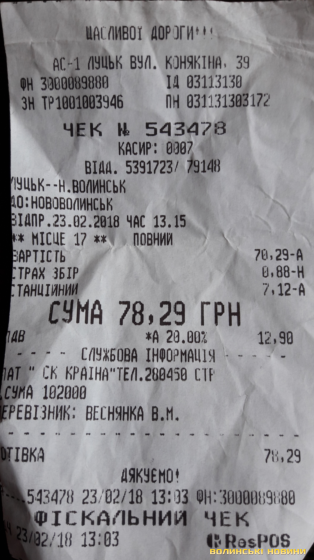 ЩАСЛИВОЇ ДОРОГИ!!!
АС-1 ЛУЦЬК ВУЛ. КОНЯКІНА, 39
ФН 3000089880 ІД 03113130
ЗН ТР1001003946 ПН 031131303172
ЧЕК № 543478
КАСИР: 0007
ВІДД. 5391723/ 79148
ЛУЦЬК--Н.ВОЛИНСЬК
ДО:НОВОВОЛИНСЬК
ВІДПР.23.02.2018 ЧАС 13.15
** МІСЦЕ 17 ** ПОВНИЙ
ВАРТІСТЬ 70,29-А
СТРАХ ЗБІР 0,88-Н
СТАНЦІЙНИЙ 7,12-А
СУМА 78,29 ГРН
ПДВ *А 20.00% 12,90
- - - - СЛУЖБОВА ІНФОРМАЦІЯ - - - -
ПАТ " СК КРАЇНА"ТЕЛ.280450 СТР
.СУМА 102000
ПЕРЕВІЗНИК: ВЕСНЯНКА В.М.
ГОТІВКА 78,29
ДЯКУЄМО!
543478 23/02/18 13:03 ФН:3000089880
ФІСКАЛЬНИЙ ЧЕК
23/02/18 13:03 ResPOS
ВОЛИНСЬКІ НОВИНИ